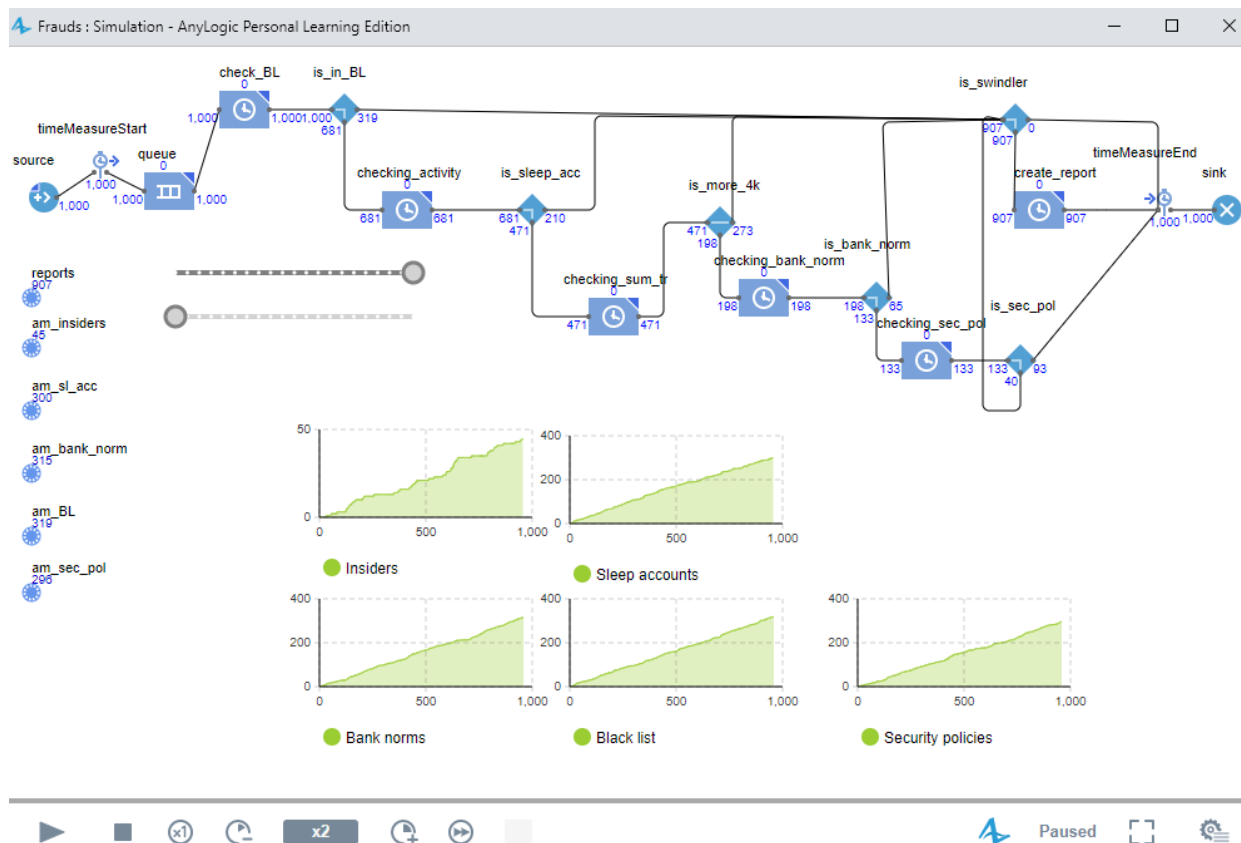 Frauds : Simulation - AnyLogic Personal Learning Edition
check_BL
is_in_BL
is_swindler
0
1,000
1,000
1,000
319
681
907
0
907
timeMeasureStart
1,000
source
1,000
queue
0
1,000
1,000
checking_activity
0
681
681
is_sleep_acc
681
210
471
is_more_4k
471
273
198
timeMeasureEnd
1,000
sink
1,000
create_report
0
907
907
checking_sum_tr
0
471
471
checking_bank_norm
0
198
198
is_bank_norm
198
65
133
checking_sec_pol
0
133
133
is_sec_pol
133
93
40
reports
907
am_insiders
45
am_sl_acc
300
am_bank_norm
315
am_BL
319
am_sec_pol
296
50
0
0
500
1,000
Insiders
400
200
0
0
500
1,000
Sleep accounts
400
200
0
0
500
1,000
Bank norms
400
200
0
0
500
1,000
Black list
400
200
0
0
500
1,000
Security policies
x1
x2
Paused